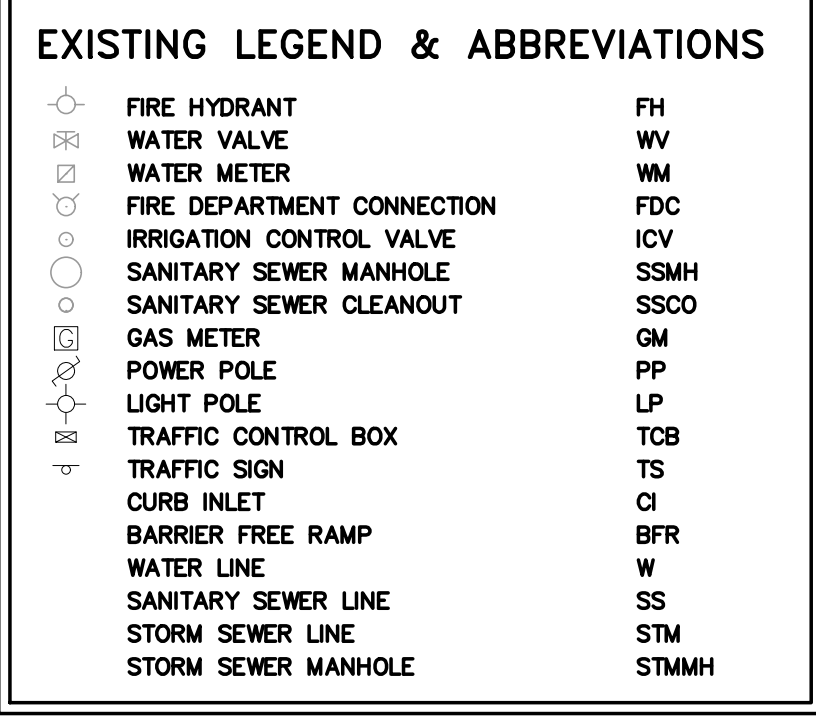 EXISTING LEGEND & ABBREVIATIONS
FIRE HYDRANT FH
WATER VALVE WV
WATER METER WM
FIRE DEPARTMENT CONNECTION FDC
IRRIGATION CONTROL VALVE ICV
SANITARY SEWER MANHOLE SSMH
SANITARY SEWER CLEANOUT SSCO
G GAS METER GM
POWER POLE PP
LIGHT POLE LP
TRAFFIC CONTROL BOX TCB
TRAFFIC SIGN TS
CURB INLET CI
BARRIER FREE RAMP BFR
WATER LINE W
SANITARY SEWER LINE SS
STORM SEWER LINE STM
STORM SEWER MANHOLE STMMH